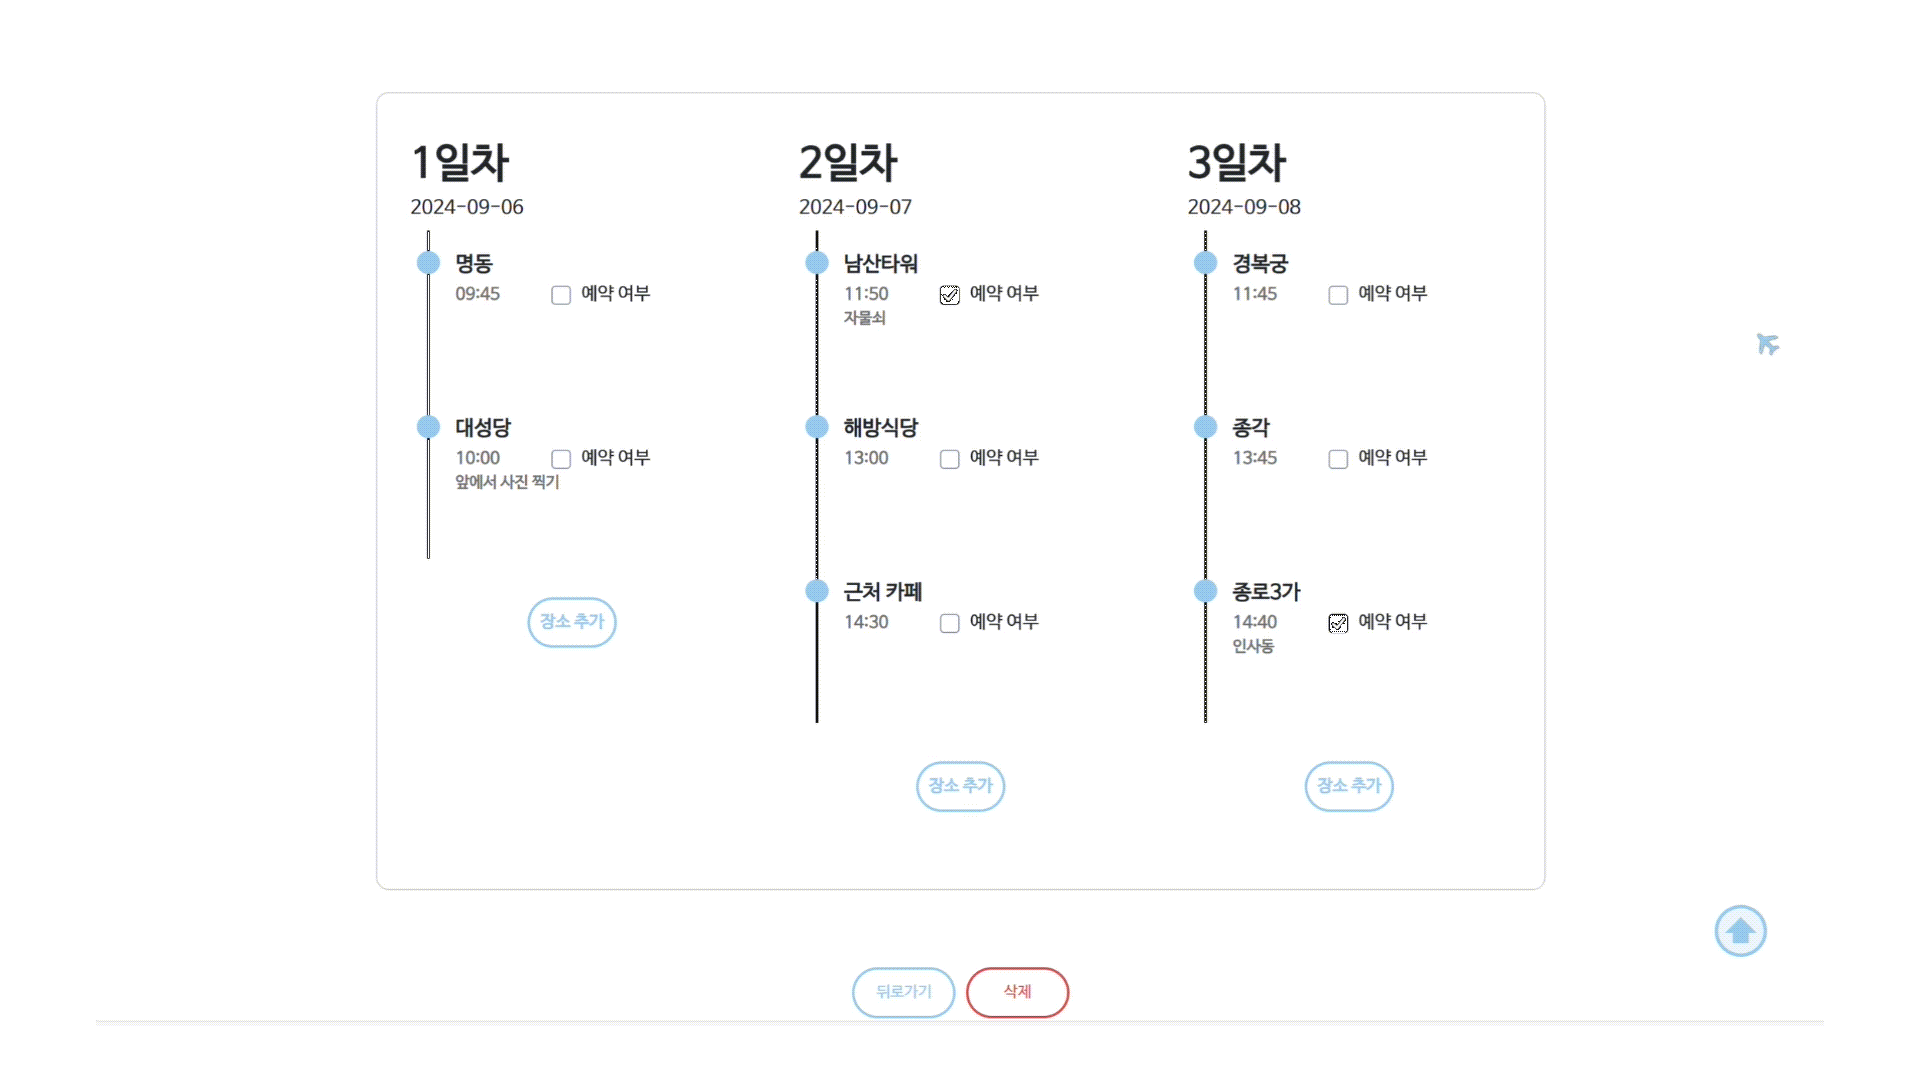 1일차
2024-09-06
명동
09:45 예약 여부
대성당
10:00 예약 여부
앞에서 사진 찍기
장소 추가
2일차
2024-09-07
남산타워
11:50 예약 여부
자물쇠
해방식당
13:00 예약 여부
근처 카페
14:30 예약 여부
장소 추가
3일차
2024-09-08
경복궁
11:45 예약 여부
종각
13:45 예약 여부
종로3가
14:40 예약 여부
인사동
장소 추가
뒤로가기 삭제